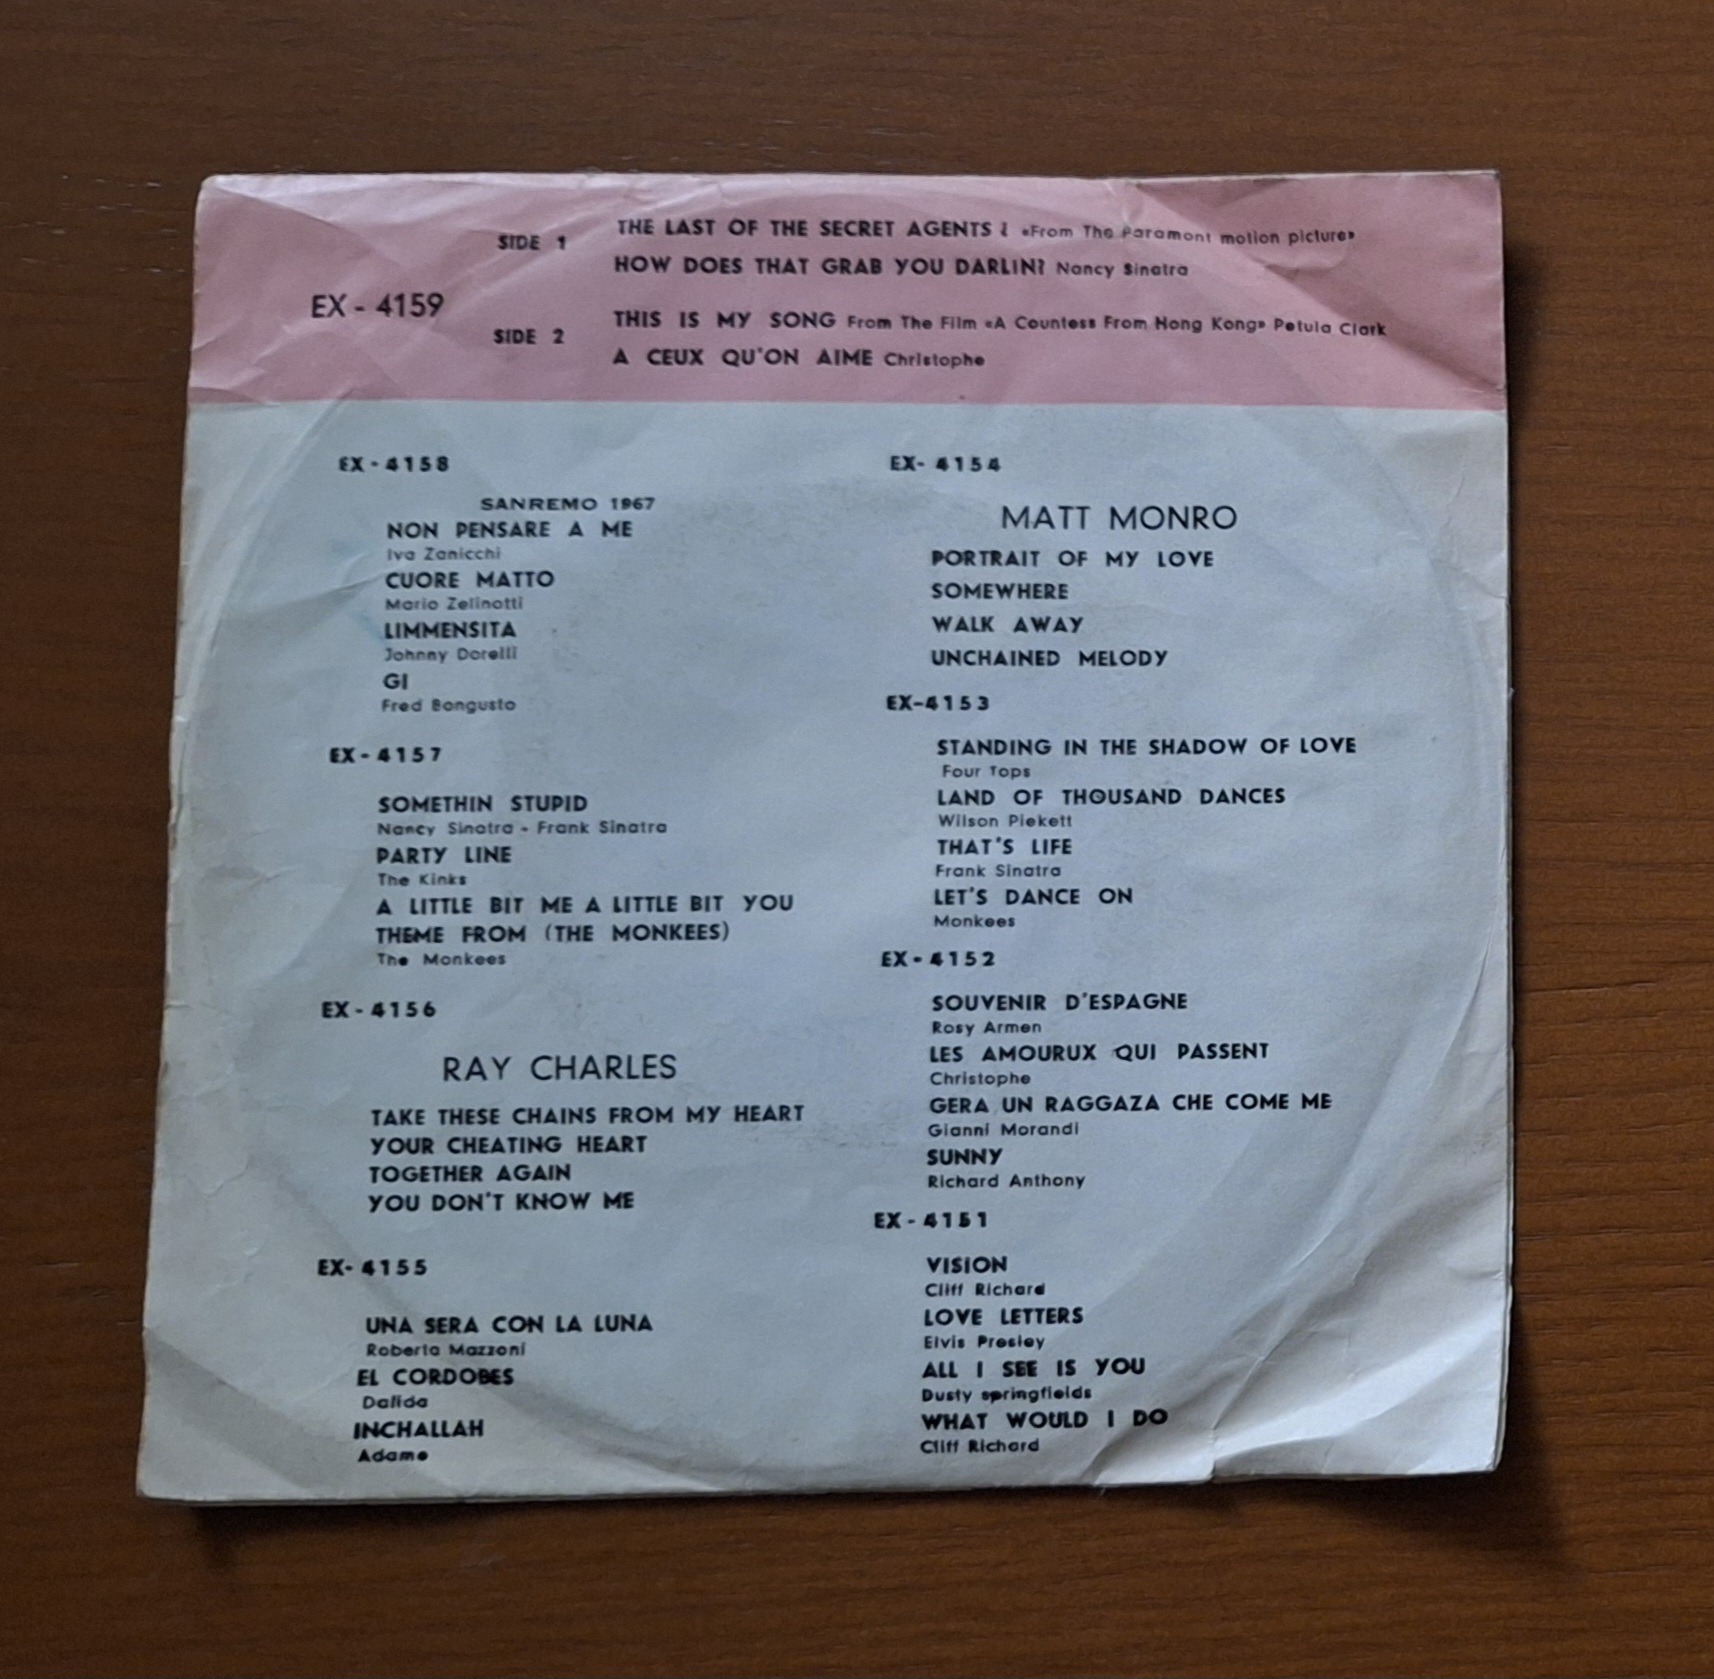 SIDE 1
THE LAST OF THE SECRET AGENTS ! «From The Paramont motion picture»
HOW DOES THAT GRAB YOU DARLIN? Nancy Sinatra
EX - 4159
SIDE 2
THIS IS MY SONG From The Film «A Countess From Hong Kong» Petula Clark
A CEUX QU'ON AIME Christophe
EX - 4158
SANREMO 1967
NON PENSARE A ME
Iva Zanicchi
CUORE MATTO
Mario Zelinotti
LIMMENSITA
Johnny Dorelli
GI
Fred Bongusto
EX - 4157
SOMETHIN STUPID
Nancy Sinatra - Frank Sinatra
PARTY LINE
The Kinks
A LITTLE BIT ME A LITTLE BIT YOU
THEME FROM (THE MONKEES)
The Monkees
EX - 4156
RAY CHARLES
TAKE THESE CHAINS FROM MY HEART
YOUR CHEATING HEART
TOGETHER AGAIN
YOU DON'T KNOW ME
EX- 4155
UNA SERA CON LA LUNA
Roberta Mazzoni
EL CORDOBES
Dalida
INCHALLAH
Adamo
EX- 4154
MATT MONRO
PORTRAIT OF MY LOVE
SOMEWHERE
WALK AWAY
UNCHAINED MELODY
EX-4153
STANDING IN THE SHADOW OF LOVE
Four Tops
LAND OF THOUSAND DANCES
Wilson Piekett
THAT'S LIFE
Frank Sinatra
LET'S DANCE ON
Monkees
EX - 4152
SOUVENIR D'ESPAGNE
Rosy Armen
LES AMOURUX QUI PASSENT
Christophe
GERA UN RAGGAZA CHE COME ME
Gianni Morandi
SUNNY
Richard Anthony
EX - 4151
VISION
Cliff Richard
LOVE LETTERS
Elvis Presley
ALL I SEE IS YOU
Dusty springfields
WHAT WOULD I DO
Cliff Richard